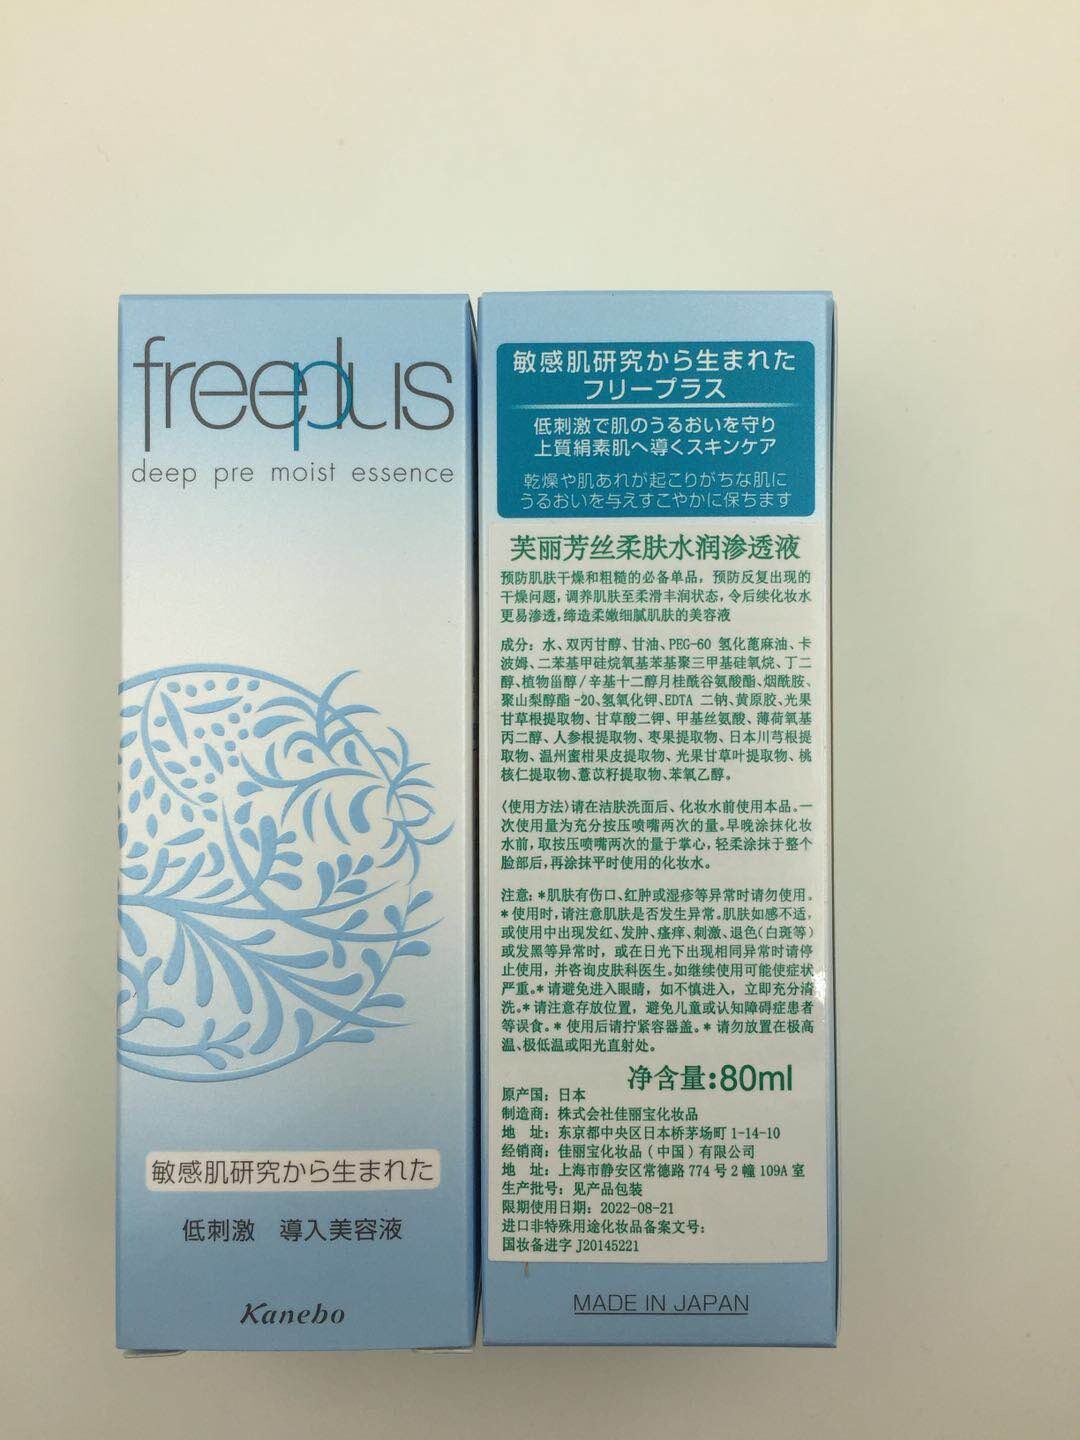 freeplus
deep pre moist essence
敏感肌研究から生まれた
低刺激 導入美容液
Kanebo
敏感肌研究から生まれた
フリープラス
低刺激で肌のうるおいを守り
上質絹素肌へ導くスキンケア
乾燥や肌あれが起こりがちな肌に
うるおいを与えすこやかに保ちます
芙丽芳丝柔肤水润渗透液
预防肌肤干燥和粗糙的必备单品，预防反复出现的
干燥问题，调养肌肤至柔滑丰润状态，令后续化妆水
更易渗透，缔造柔嫩细腻肌肤的美容液
成分：水、双丙甘醇、甘油、PEG-60 氢化蓖麻油、卡
波姆、二苯基甲硅烷氧基苯基聚三甲基硅氧烷、丁二
醇、植物甾醇/辛基十二醇月桂酰谷氨酸酯、烟酰胺、
聚山梨醇酯-20、氢氧化钾、EDTA 二钠、黄原胶、光果
甘草根提取物、甘草酸二钾、甲基丝氨酸、薄荷氧基
丙二醇、人参根提取物、枣果提取物、日本川芎根提
取物、温州蜜柑果皮提取物、光果甘草叶提取物、桃
核仁提取物、薏苡籽提取物、苯氧乙醇。
〈使用方法〉请在洁肤洗面后、化妆水前使用本品。一
次使用量为充分按压喷嘴两次的量。早晚涂抹化妆
水前，取按压喷嘴两次的量于掌心，轻柔涂抹于整个
脸部后，再涂抹平时使用的化妆水。
注意：*肌肤有伤口、红肿或湿疹等异常时请勿使用。
*使用时，请注意肌肤是否发生异常。肌肤如感不适，
或使用中出现发红、发肿、瘙痒、刺激、退色（白斑等）
或发黑等异常时，或在日光下出现相同异常时请停
止使用，并咨询皮肤科医生。如继续使用可能使症状
严重。*请避免进入眼睛，如不慎进入，立即充分清
洗。*请注意存放位置，避免儿童或认知障碍症患者
等误食。*使用后请拧紧容器盖。*请勿放置在极高
温、极低温或阳光直射处。
净含量：80ml
原产国：日本
制造商：株式会社佳丽宝化妆品
地 址：东京都中央区日本桥茅场町1-14-10
经销商：佳丽宝化妆品（中国）有限公司
地 址：上海市静安区常德路774号2幢109A室
生产批号：见产品包装
限期使用日期：2022-08-21
进口非特殊用途化妆品备案文号：
国妆备进字J20145221
MADE IN JAPAN